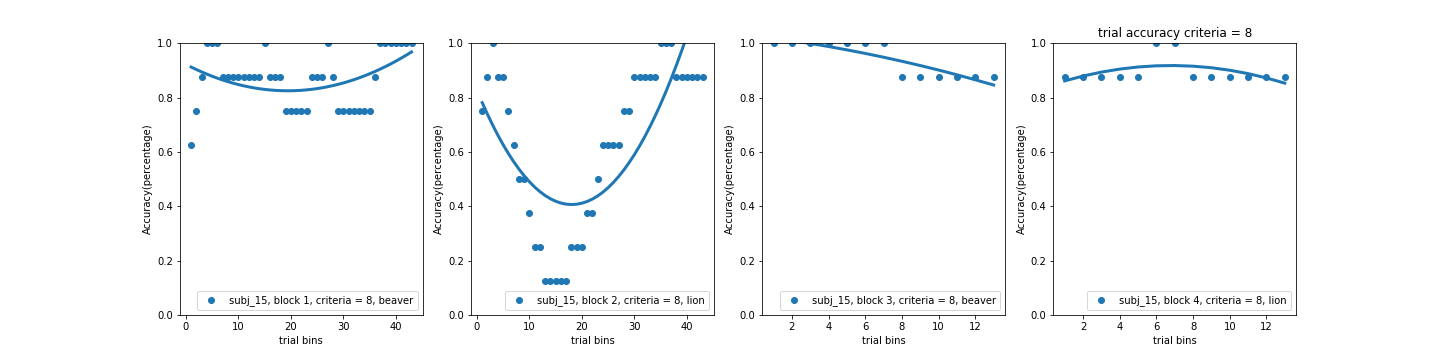 trial accuracy criteria = 8
1.0
0.8
0.6
0.4
0.2
0.0
Accuracy(percentage)
subj_15, block 1, criteria = 8, beaver
0 10 20 30 40
trial bins
1.0
0.8
0.6
0.4
0.2
0.0
Accuracy(percentage)
subj_15, block 2, criteria = 8, lion
0 10 20 30 40
trial bins
1.0
0.8
0.6
0.4
0.2
0.0
Accuracy(percentage)
subj_15, block 3, criteria = 8, beaver
2 4 6 8 10 12
trial bins
1.0
0.8
0.6
0.4
0.2
0.0
Accuracy(percentage)
subj_15, block 4, criteria = 8, lion
2 4 6 8 10 12
trial bins